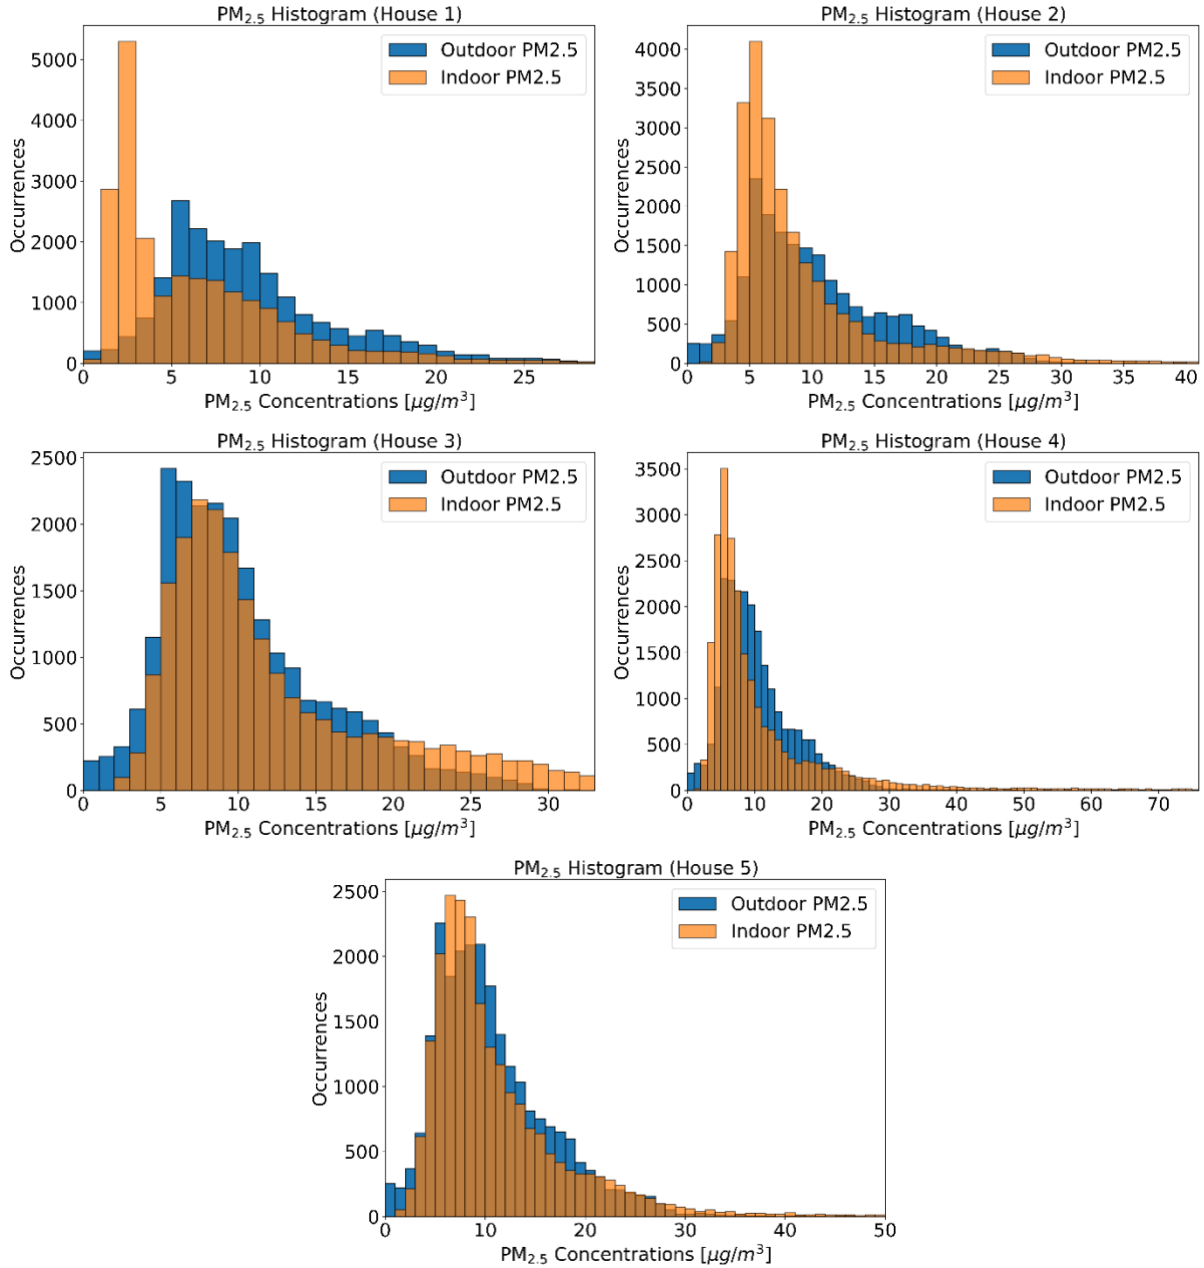 PM2.5 Histogram (House 1)
Outdoor PM2.5
Indoor PM2.5
Occurrences
5000
4000
3000
2000
1000
0
0 5 10 15 20 25
PM2.5 Concentrations [μg/m³]
PM2.5 Histogram (House 2)
Outdoor PM2.5
Indoor PM2.5
Occurrences
4000
3500
3000
2500
2000
1500
1000
500
0
0 5 10 15 20 25 30 35 40
PM2.5 Concentrations [μg/m³]
PM2.5 Histogram (House 3)
Outdoor PM2.5
Indoor PM2.5
Occurrences
2500
2000
1500
1000
500
0
0 5 10 15 20 25 30
PM2.5 Concentrations [μg/m³]
PM2.5 Histogram (House 4)
Outdoor PM2.5
Indoor PM2.5
Occurrences
3500
3000
2500
2000
1500
1000
500
0
0 10 20 30 40 50 60 70
PM2.5 Concentrations [μg/m³]
PM2.5 Histogram (House 5)
Outdoor PM2.5
Indoor PM2.5
Occurrences
2500
2000
1500
1000
500
0
0 10 20 30 40 50
PM2.5 Concentrations [μg/m³]